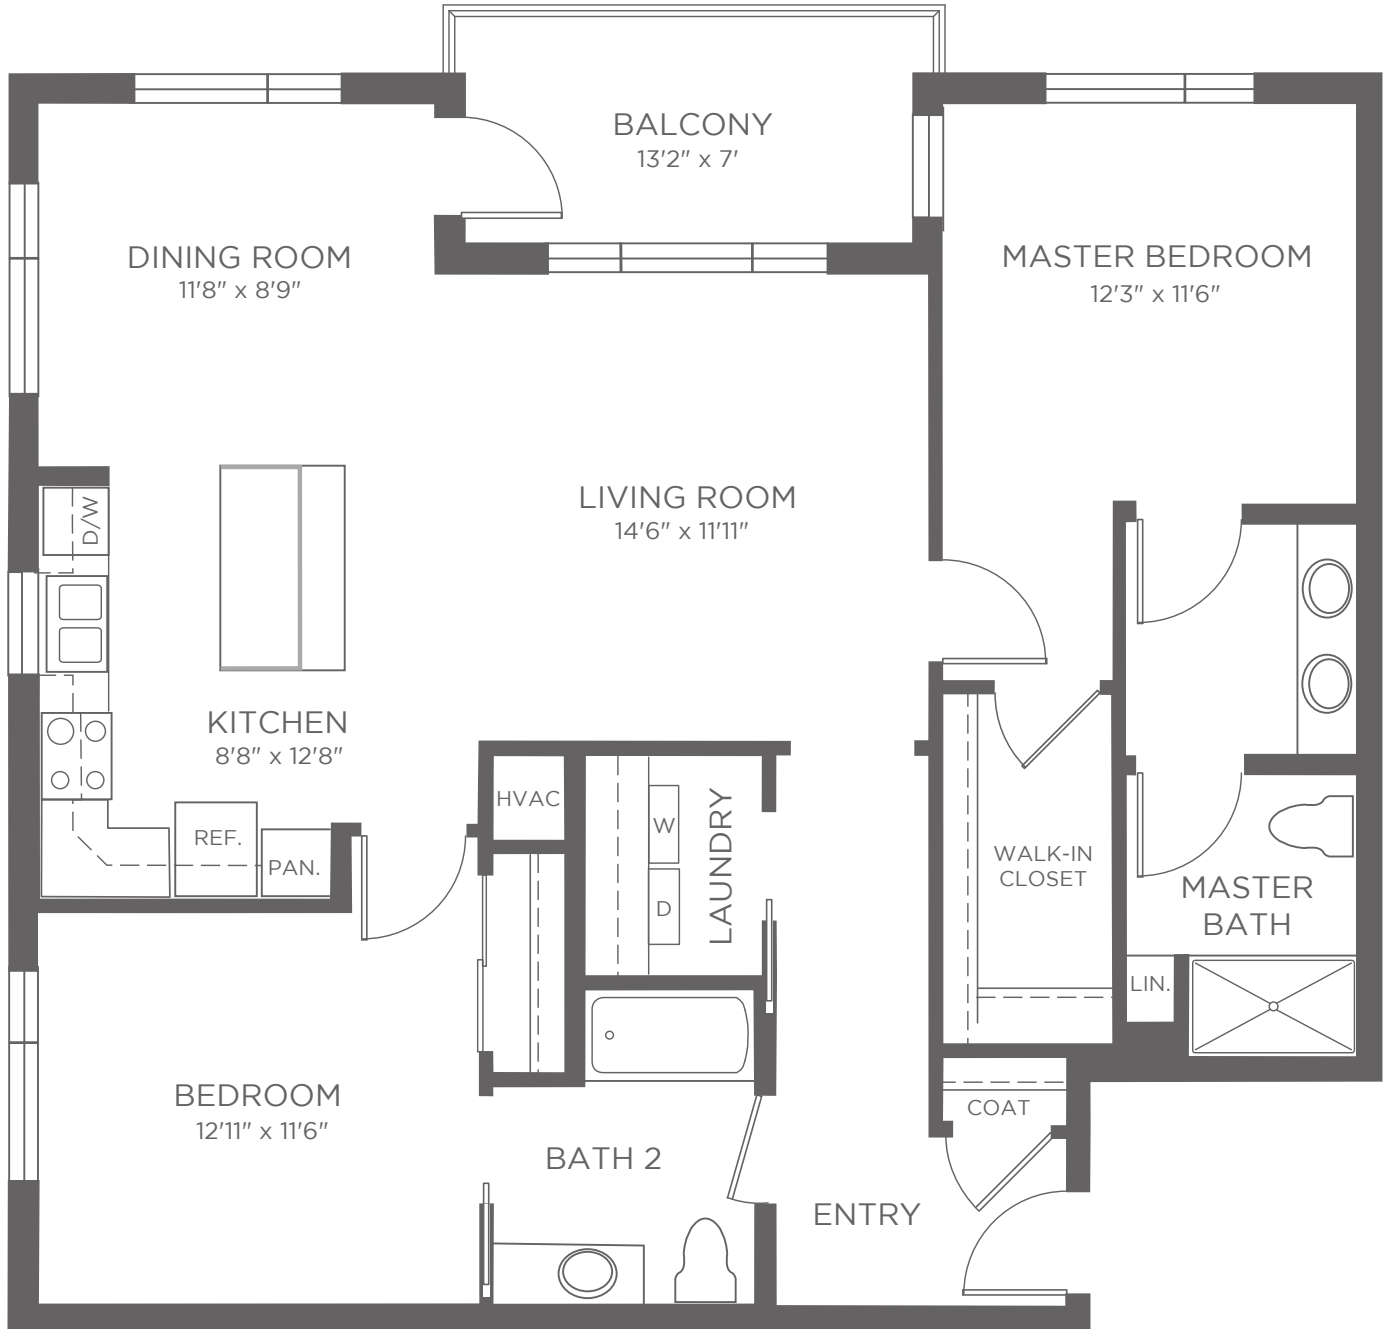 BALCONY
13'2" x 7'
DINING ROOM
11'8" x 8'9"
MASTER BEDROOM
12'3" x 11'6"
LIVING ROOM
14'6" x 11'11"
D/W
KITCHEN
8'8" x 12'8"
HVAC
REF.
PAN.
W
D
LAUNDRY
WALK-IN
CLOSET
MASTER
BATH
LIN.
BEDROOM
12'11" x 11'6"
COAT
BATH 2
ENTRY